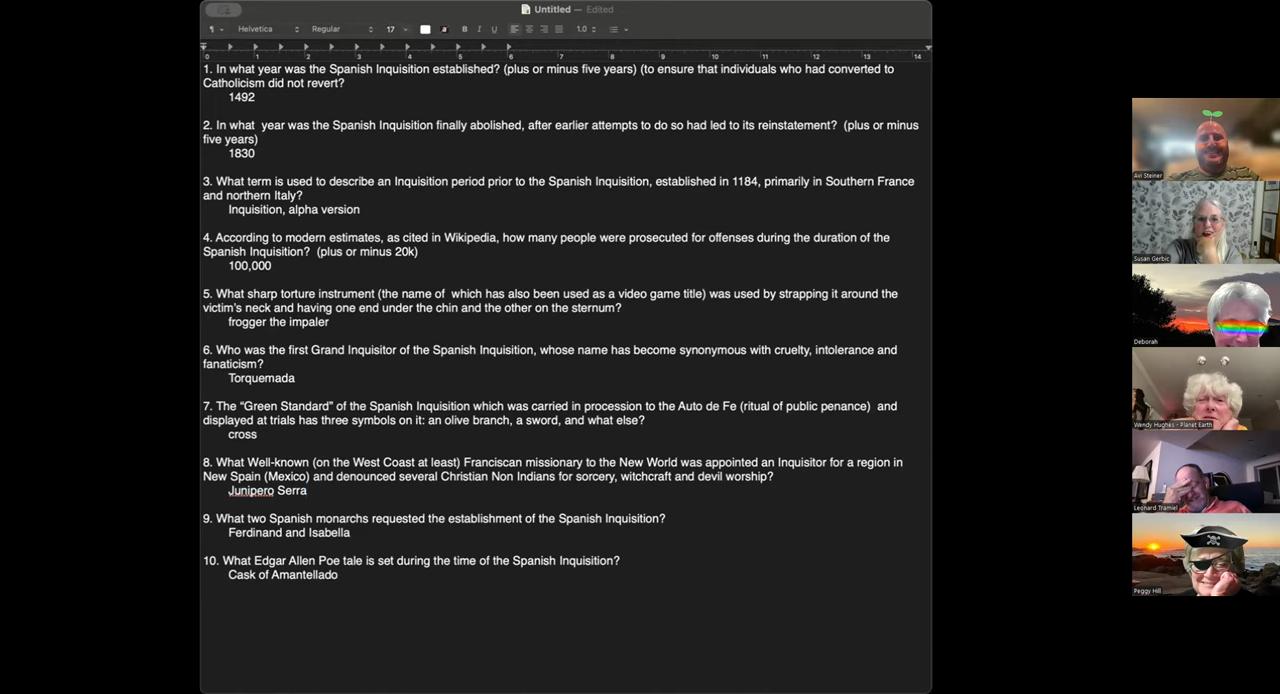 Untitled — Edited
¶ Helvetica Regular 17 a B I U 1.0
0 1 2 3 4 5 6 7 8 9 10 11 12 13 14
1. In what year was the Spanish Inquisition established? (plus or minus five years) (to ensure that individuals who had converted to
Catholicism did not revert?
1492
2. In what  year was the Spanish Inquisition finally abolished, after earlier attempts to do so had led to its reinstatement?  (plus or minus
five years)
1830
3. What term is used to describe an Inquisition period prior to the Spanish Inquisition, established in 1184, primarily in Southern France
and northern Italy?
Inquisition, alpha version
4. According to modern estimates, as cited in Wikipedia, how many people were prosecuted for offenses during the duration of the
Spanish Inquisition?  (plus or minus 20k)
100,000
5. What sharp torture instrument (the name of  which has also been used as a video game title) was used by strapping it around the
victim's neck and having one end under the chin and the other on the sternum?
frogger the impaler
6. Who was the first Grand Inquisitor of the Spanish Inquisition, whose name has become synonymous with cruelty, intolerance and
fanaticism?
Torquemada
7. The “Green Standard” of the Spanish Inquisition which was carried in procession to the Auto de Fe (ritual of public penance)  and
displayed at trials has three symbols on it: an olive branch, a sword, and what else?
cross
8. What Well-known (on the West Coast at least) Franciscan missionary to the New World was appointed an Inquisitor for a region in
New Spain (Mexico) and denounced several Christian Non Indians for sorcery, witchcraft and devil worship?
Junipero Serra
9. What two Spanish monarchs requested the establishment of the Spanish Inquisition?
Ferdinand and Isabella
10. What Edgar Allen Poe tale is set during the time of the Spanish Inquisition?
Cask of Amantellado
Avi Steiner
Susan Gerbic
Deborah
Wendy Hughes - Planet Earth
Leonard Tramiel
Peggy Hill